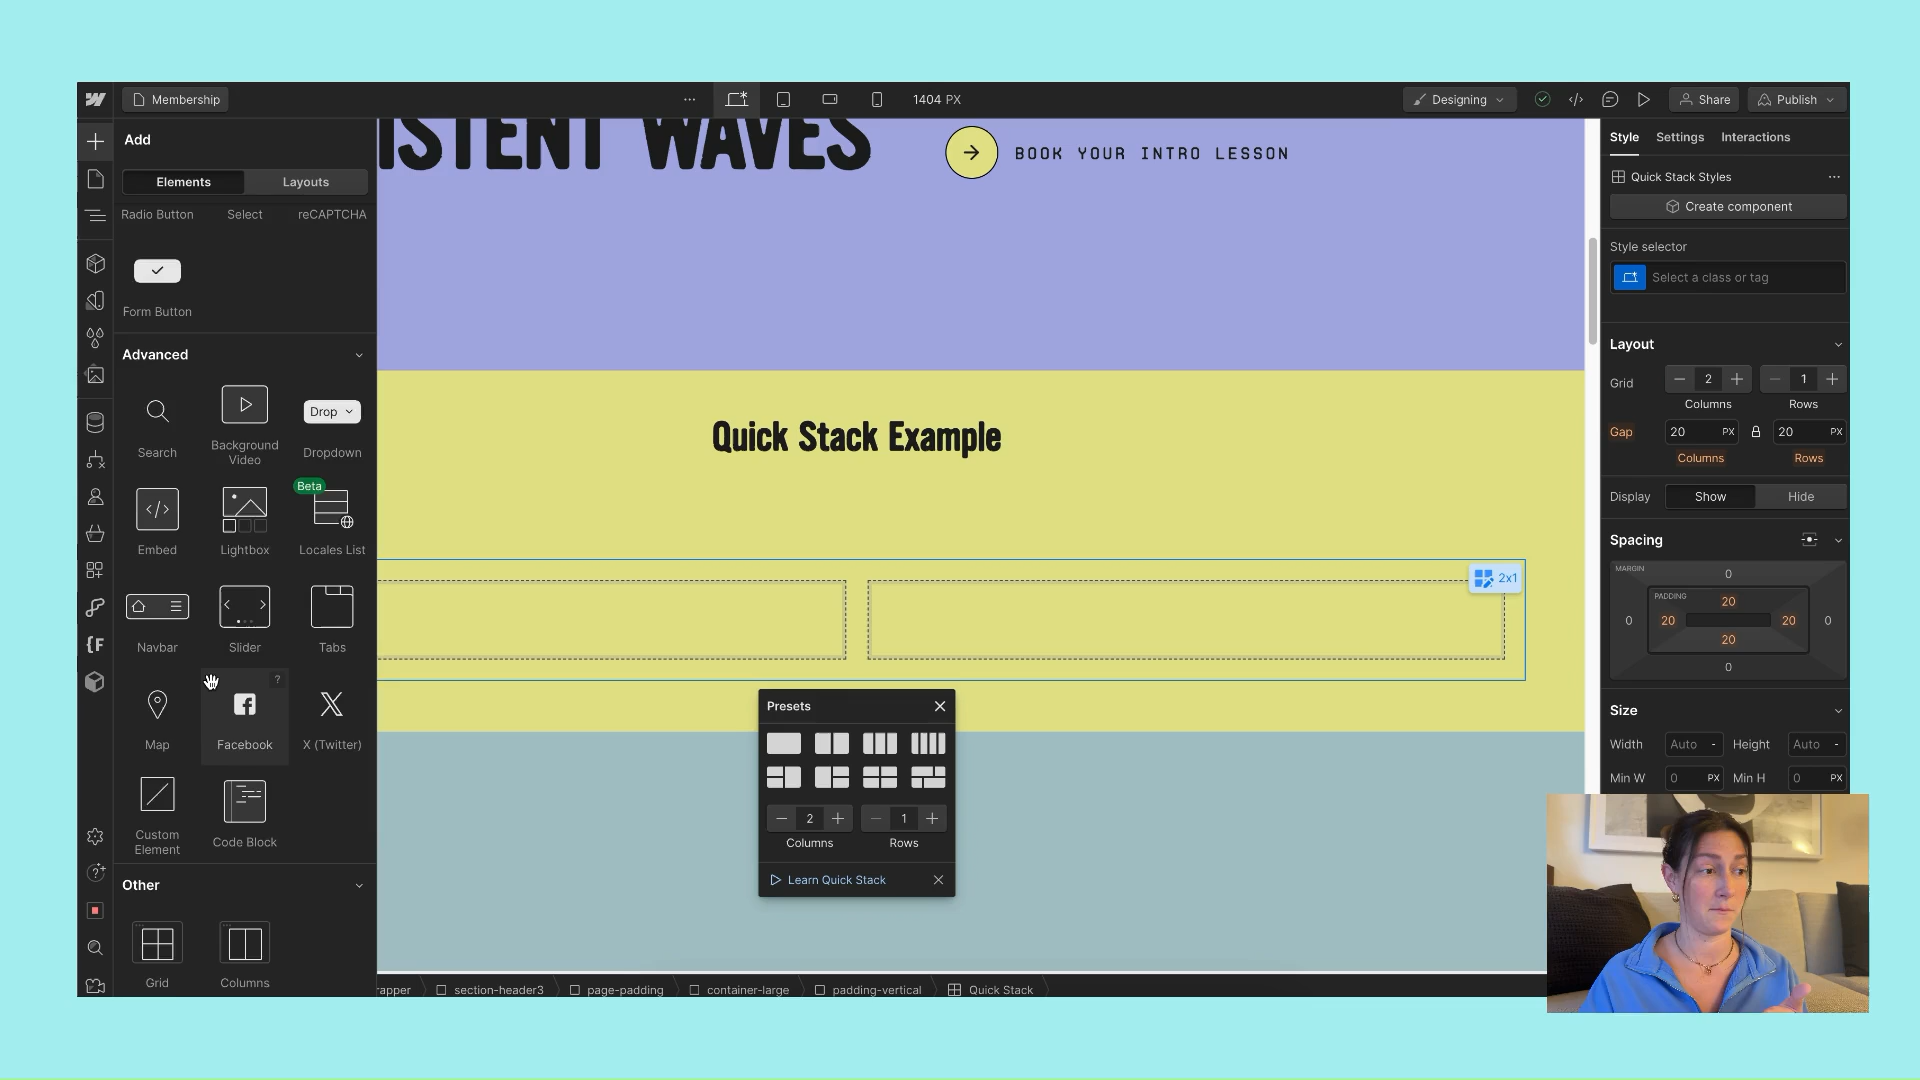 Membership
1404 PX
Designing
Share
Publish
Add
Elements
Layouts
Radio Button
Select
reCAPTCHA
Form Button
Advanced
Search
Background
Video
Drop
Dropdown
Embed
Lightbox
Beta
Locales List
Navbar
Slider
Tabs
Map
?
Facebook
X (Twitter)
Custom
Element
Code Block
Other
Grid
Columns
ISTENT WAVES
BOOK YOUR INTRO LESSON
Quick Stack Example
2x1
Presets
2
1
Columns
Rows
Learn Quick Stack
rapper
section-header3
page-padding
container-large
padding-vertical
Quick Stack
Style
Settings
Interactions
Quick Stack Styles
Create component
Style selector
Select a class or tag
Layout
Grid
2
1
Columns
Rows
Gap
20 PX
20 PX
Columns
Rows
Display
Show
Hide
Spacing
MARGIN
0
PADDING
20
0
20
20
0
20
0
Size
Width
Auto -
Height
Auto -
Min W
0 PX
Min H
0 PX